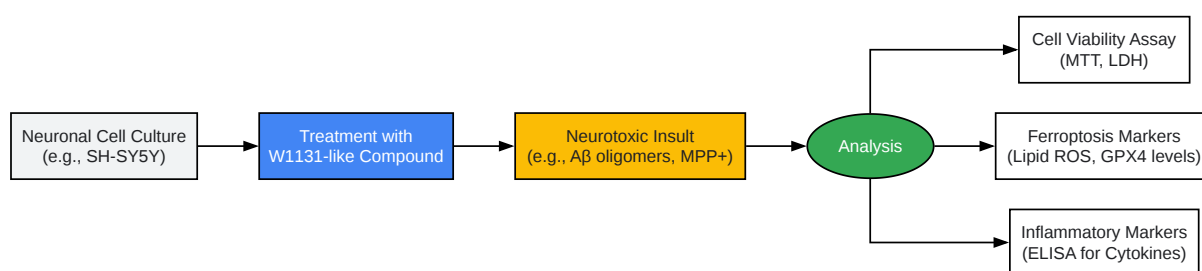 Neuronal Cell Culture
(e.g., SH-SY5Y)
Treatment with
W1131-like Compound
Neurotoxic Insult
(e.g., Aβ oligomers, MPP+)
Analysis
Cell Viability Assay
(MTT, LDH)
Ferroptosis Markers
(Lipid ROS, GPX4 levels)
Inflammatory Markers
(ELISA for Cytokines)